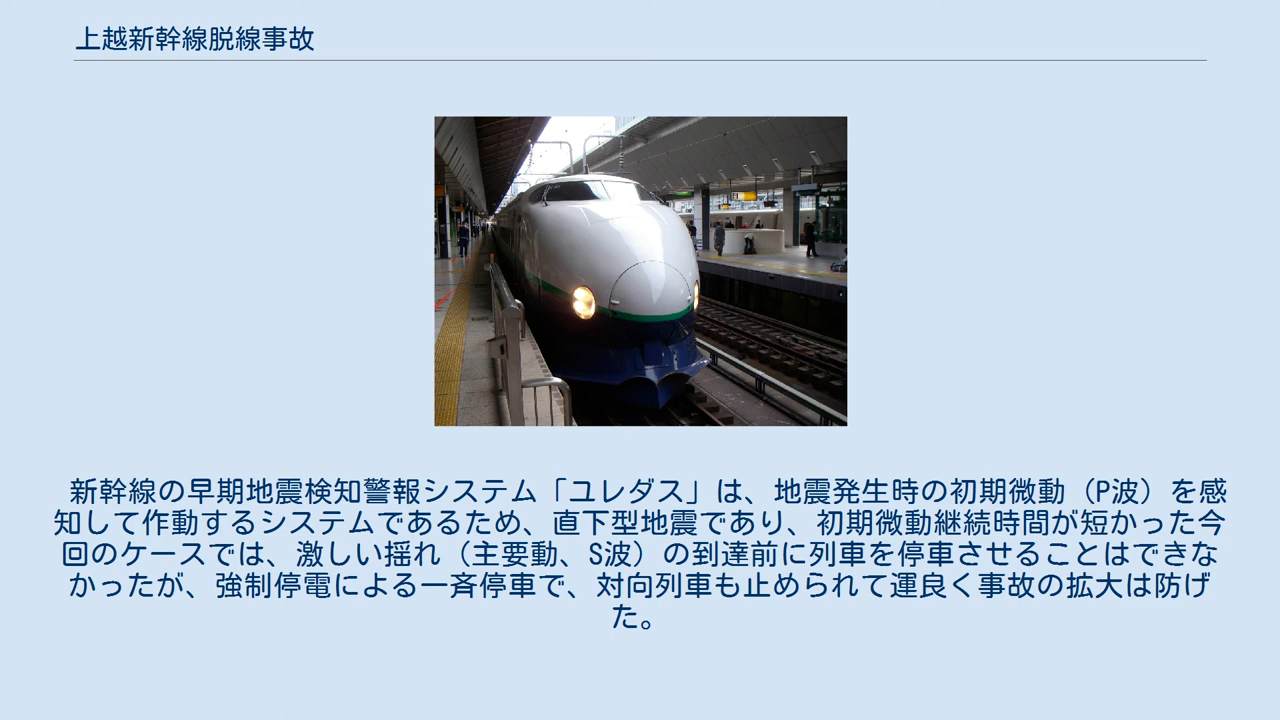 上越新幹線脱線事故
新幹線の早期地震検知警報システム「ユレダス」は、地震発生時の初期微動（P波）を感
知して作動するシステムであるため、直下型地震であり、初期微動継続時間が短かった今
回のケースでは、激しい揺れ（主要動、S波）の到達前に列車を停車させることはできな
かったが、強制停電による一斉停車で、対向列車も止められて運良く事故の拡大は防げ
た。